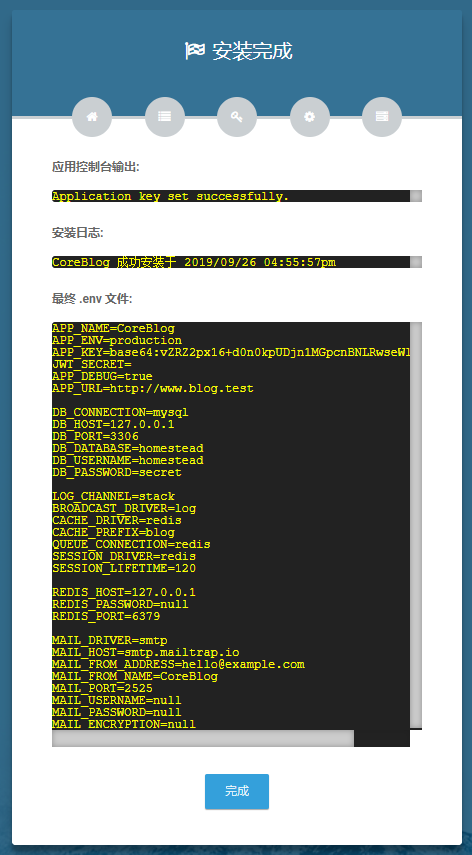 安装完成
应用控制台输出:
Application key set successfully.
安装日志:
CoreBlog 成功安装于 2019/09/26 04:55:57pm
最终 .env 文件:
APP_NAME=CoreBlog
APP_ENV=production
APP_KEY=base64:vZRZ2px16+d0n0kpUDjn1MGpcnBNLRwseWl
JWT_SECRET=
APP_DEBUG=true
APP_URL=http://www.blog.test
DB_CONNECTION=mysql
DB_HOST=127.0.0.1
DB_PORT=3306
DB_DATABASE=homestead
DB_USERNAME=homestead
DB_PASSWORD=secret
LOG_CHANNEL=stack
BROADCAST_DRIVER=log
CACHE_DRIVER=redis
CACHE_PREFIX=blog
QUEUE_CONNECTION=redis
SESSION_DRIVER=redis
SESSION_LIFETIME=120
REDIS_HOST=127.0.0.1
REDIS_PASSWORD=null
REDIS_PORT=6379
MAIL_DRIVER=smtp
MAIL_HOST=smtp.mailtrap.io
MAIL_FROM_ADDRESS=hello@example.com
MAIL_FROM_NAME=CoreBlog
MAIL_PORT=2525
MAIL_USERNAME=null
MAIL_PASSWORD=null
MAIL_ENCRYPTION=null
完成